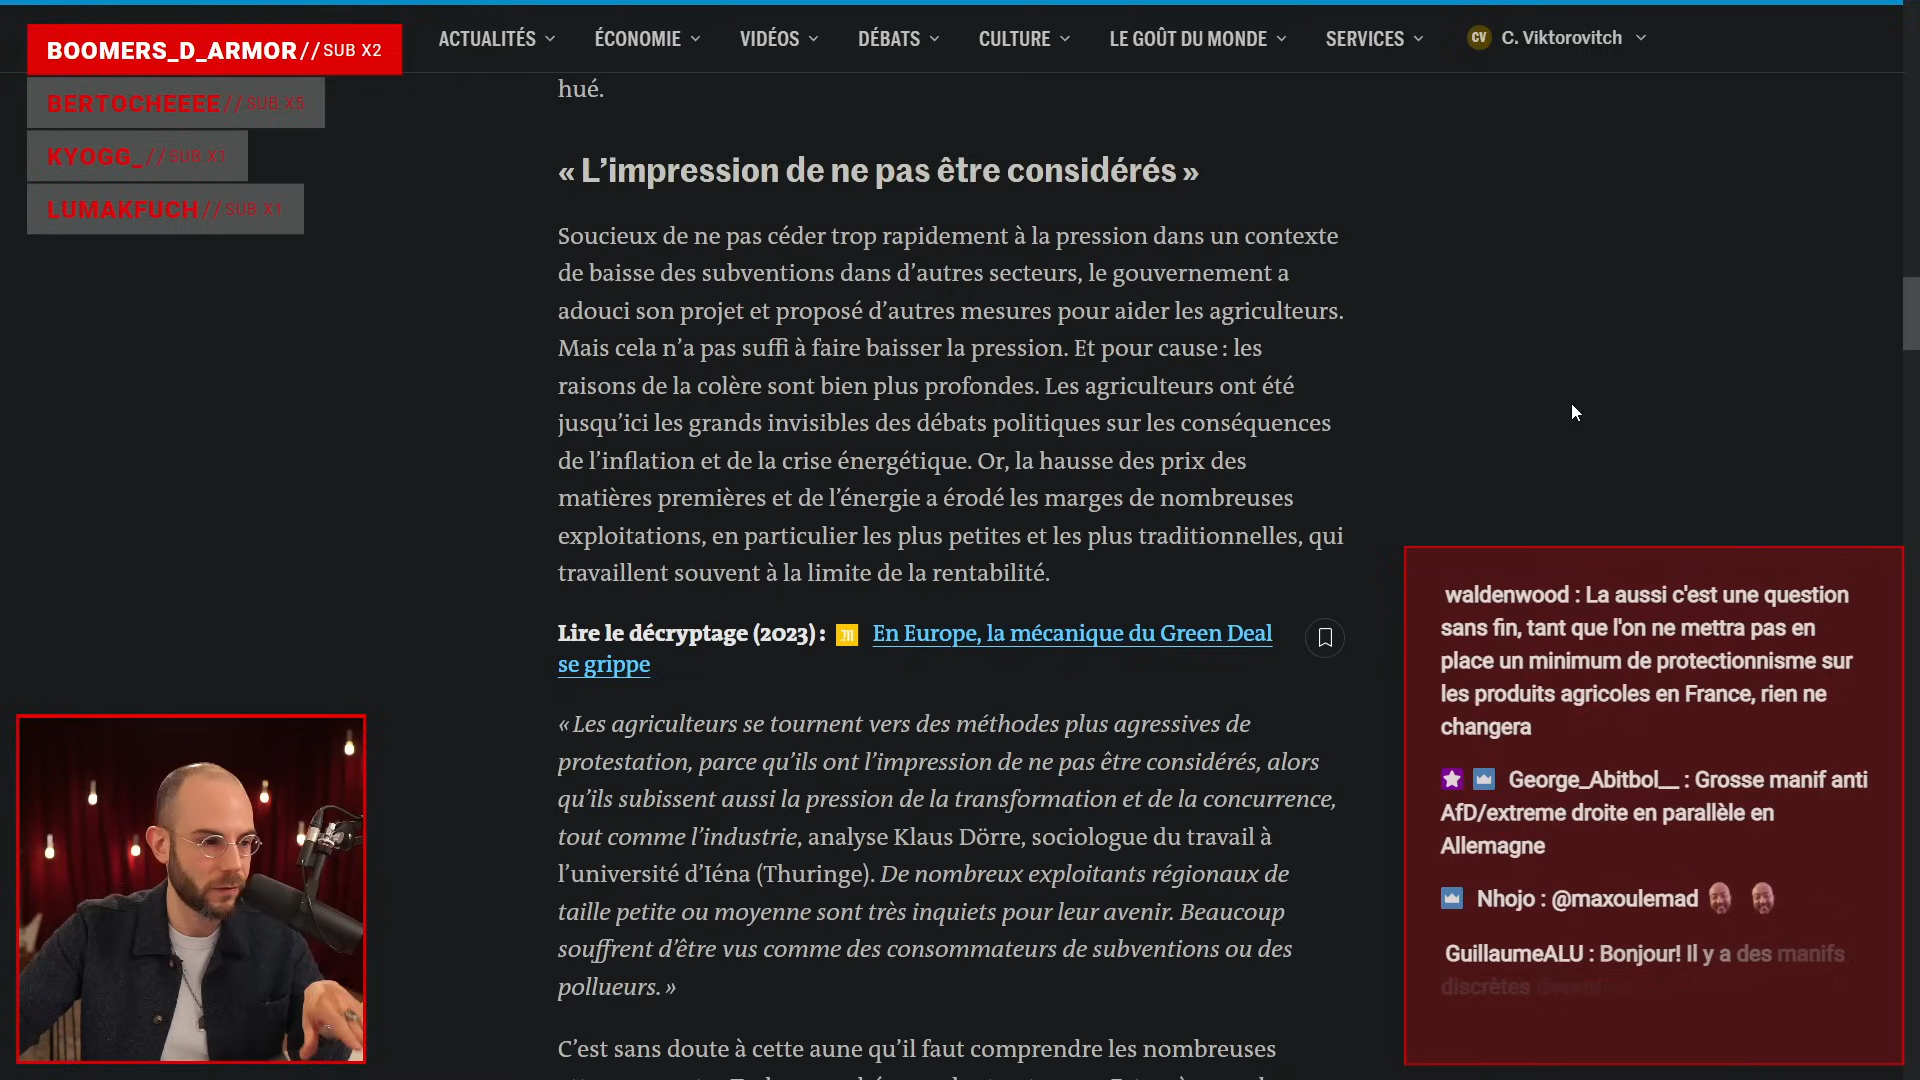 BOOMERS_D_ARMOR // SUB X2
BERTOCHEEEE // SUB X5
KYOGG_ // SUB X1
LUMAKFUCH // SUB X1
ACTUALITÉS ÉCONOMIE VIDÉOS DÉBATS CULTURE LE GOÛT DU MONDE SERVICES CV C. Viktorovitch
hué.
« L’impression de ne pas être considérés »
Soucieux de ne pas céder trop rapidement à la pression dans un contexte
de baisse des subventions dans d’autres secteurs, le gouvernement a
adouci son projet et proposé d’autres mesures pour aider les agriculteurs.
Mais cela n’a pas suffi à faire baisser la pression. Et pour cause : les
raisons de la colère sont bien plus profondes. Les agriculteurs ont été
jusqu’ici les grands invisibles des débats politiques sur les conséquences
de l’inflation et de la crise énergétique. Or, la hausse des prix des
matières premières et de l’énergie a érodé les marges de nombreuses
exploitations, en particulier les plus petites et les plus traditionnelles, qui
travaillent souvent à la limite de la rentabilité.
Lire le décryptage (2023) : En Europe, la mécanique du Green Deal
se grippe
« Les agriculteurs se tournent vers des méthodes plus agressives de
protestation, parce qu’ils ont l’impression de ne pas être considérés, alors
qu’ils subissent aussi la pression de la transformation et de la concurrence,
tout comme l’industrie, analyse Klaus Dörre, sociologue du travail à
l’université d’Iéna (Thuringe). De nombreux exploitants régionaux de
taille petite ou moyenne sont très inquiets pour leur avenir. Beaucoup
souffrent d’être vus comme des consommateurs de subventions ou des
pollueurs. »
C’est sans doute à cette aune qu’il faut comprendre les nombreuses
waldenwood : La aussi c'est une question
sans fin, tant que l'on ne mettra pas en
place un minimum de protectionnisme sur
les produits agricoles en France, rien ne
changera
George_Abitbol__ : Grosse manif anti
AfD/extreme droite en parallèle en
Allemagne
Nhojo : @maxoulemad
GuillaumeALU : Bonjour! Il y a des manifs
discrètes